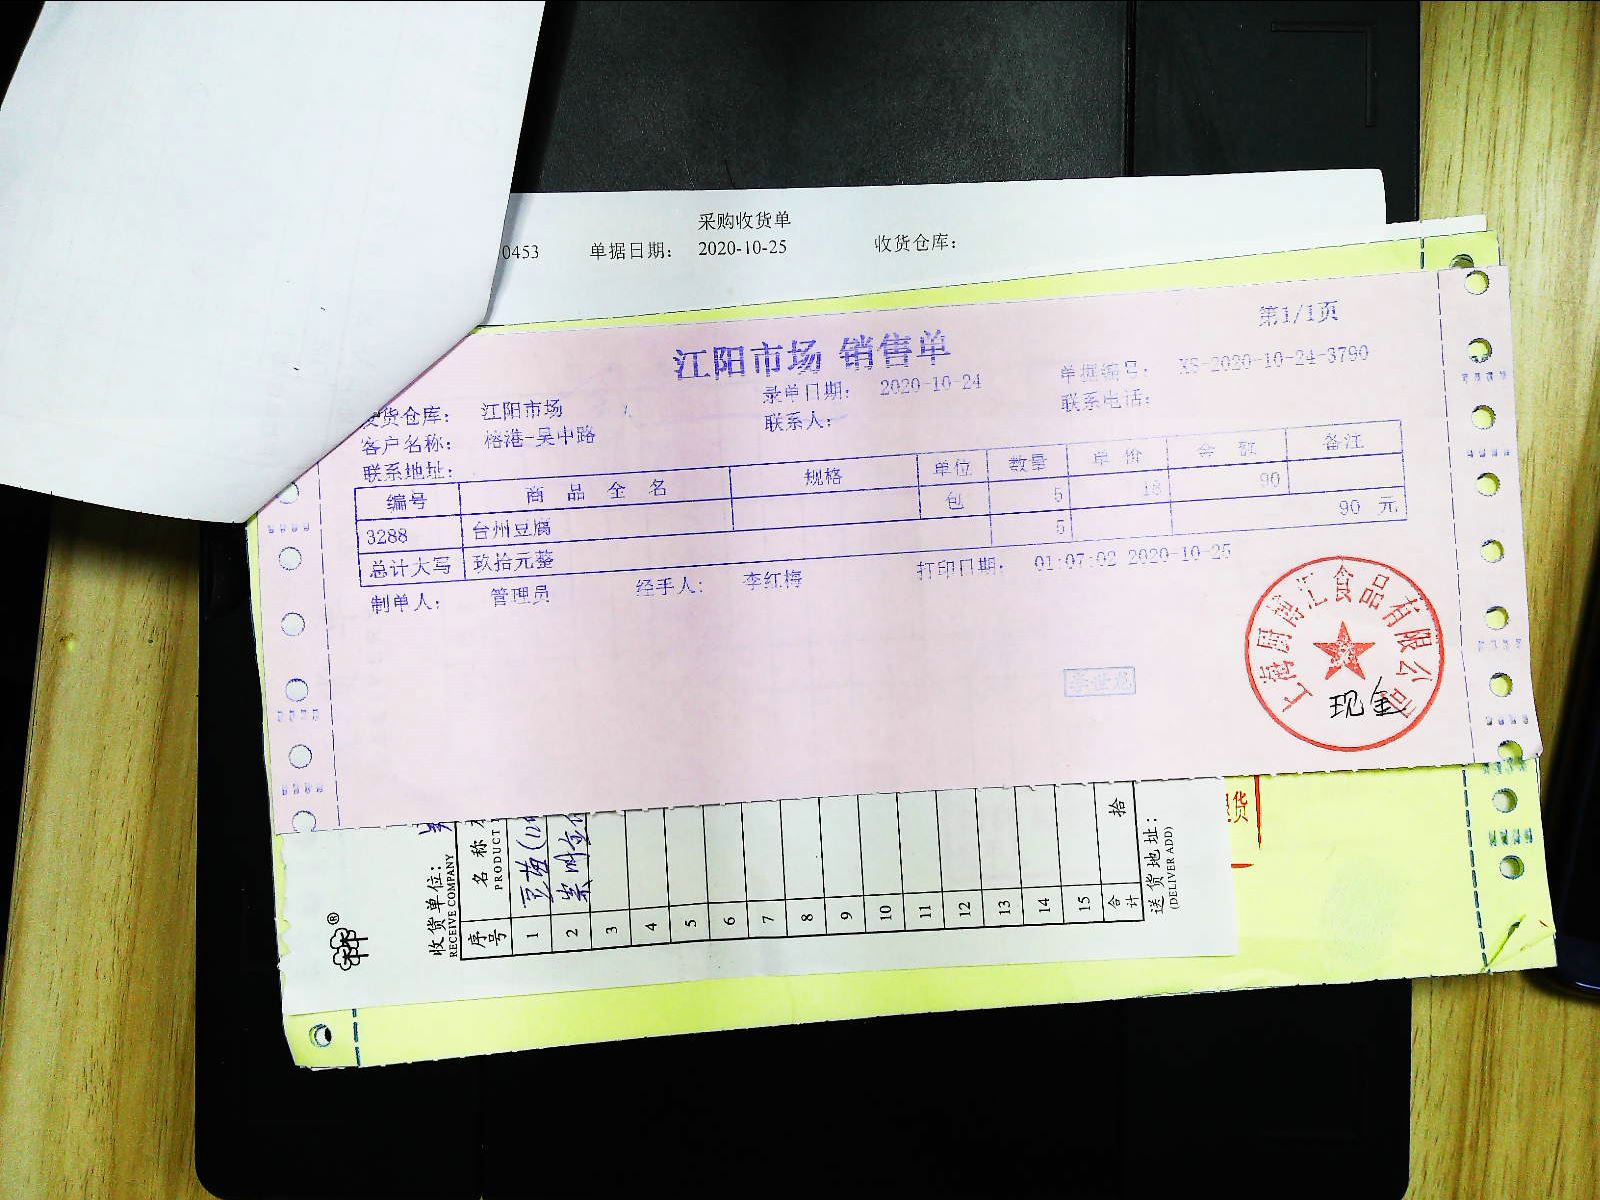 采购收货单
0453 单据日期： 2020-10-25 收货仓库：
第1/1页
江阳市场 销售单
发货仓库： 江阳市场 录单日期： 2020-10-24 单据编号： XS-2020-10-24-3790
客户名称： 榕港-吴中路 联系人： 联系电话：
联系地址：
编号 商品全名 规格 单位 数量 单价 金额 备注
3288 台州豆腐 包 5 18 90
总计大写 玖拾元整 5 90 元
制单人： 管理员 经手人： 李红梅 打印日期： 01:07:02 2020-10-25
上海厨博汇食品有限公司
现金
收货单位：
RECEIVE COMPANY
序号 名称
PRODUCT
1
2
3
4
5
6
7
8
9
10
11
12
13
14
15
合计 拾
送货地址：
(DELIVER ADD)